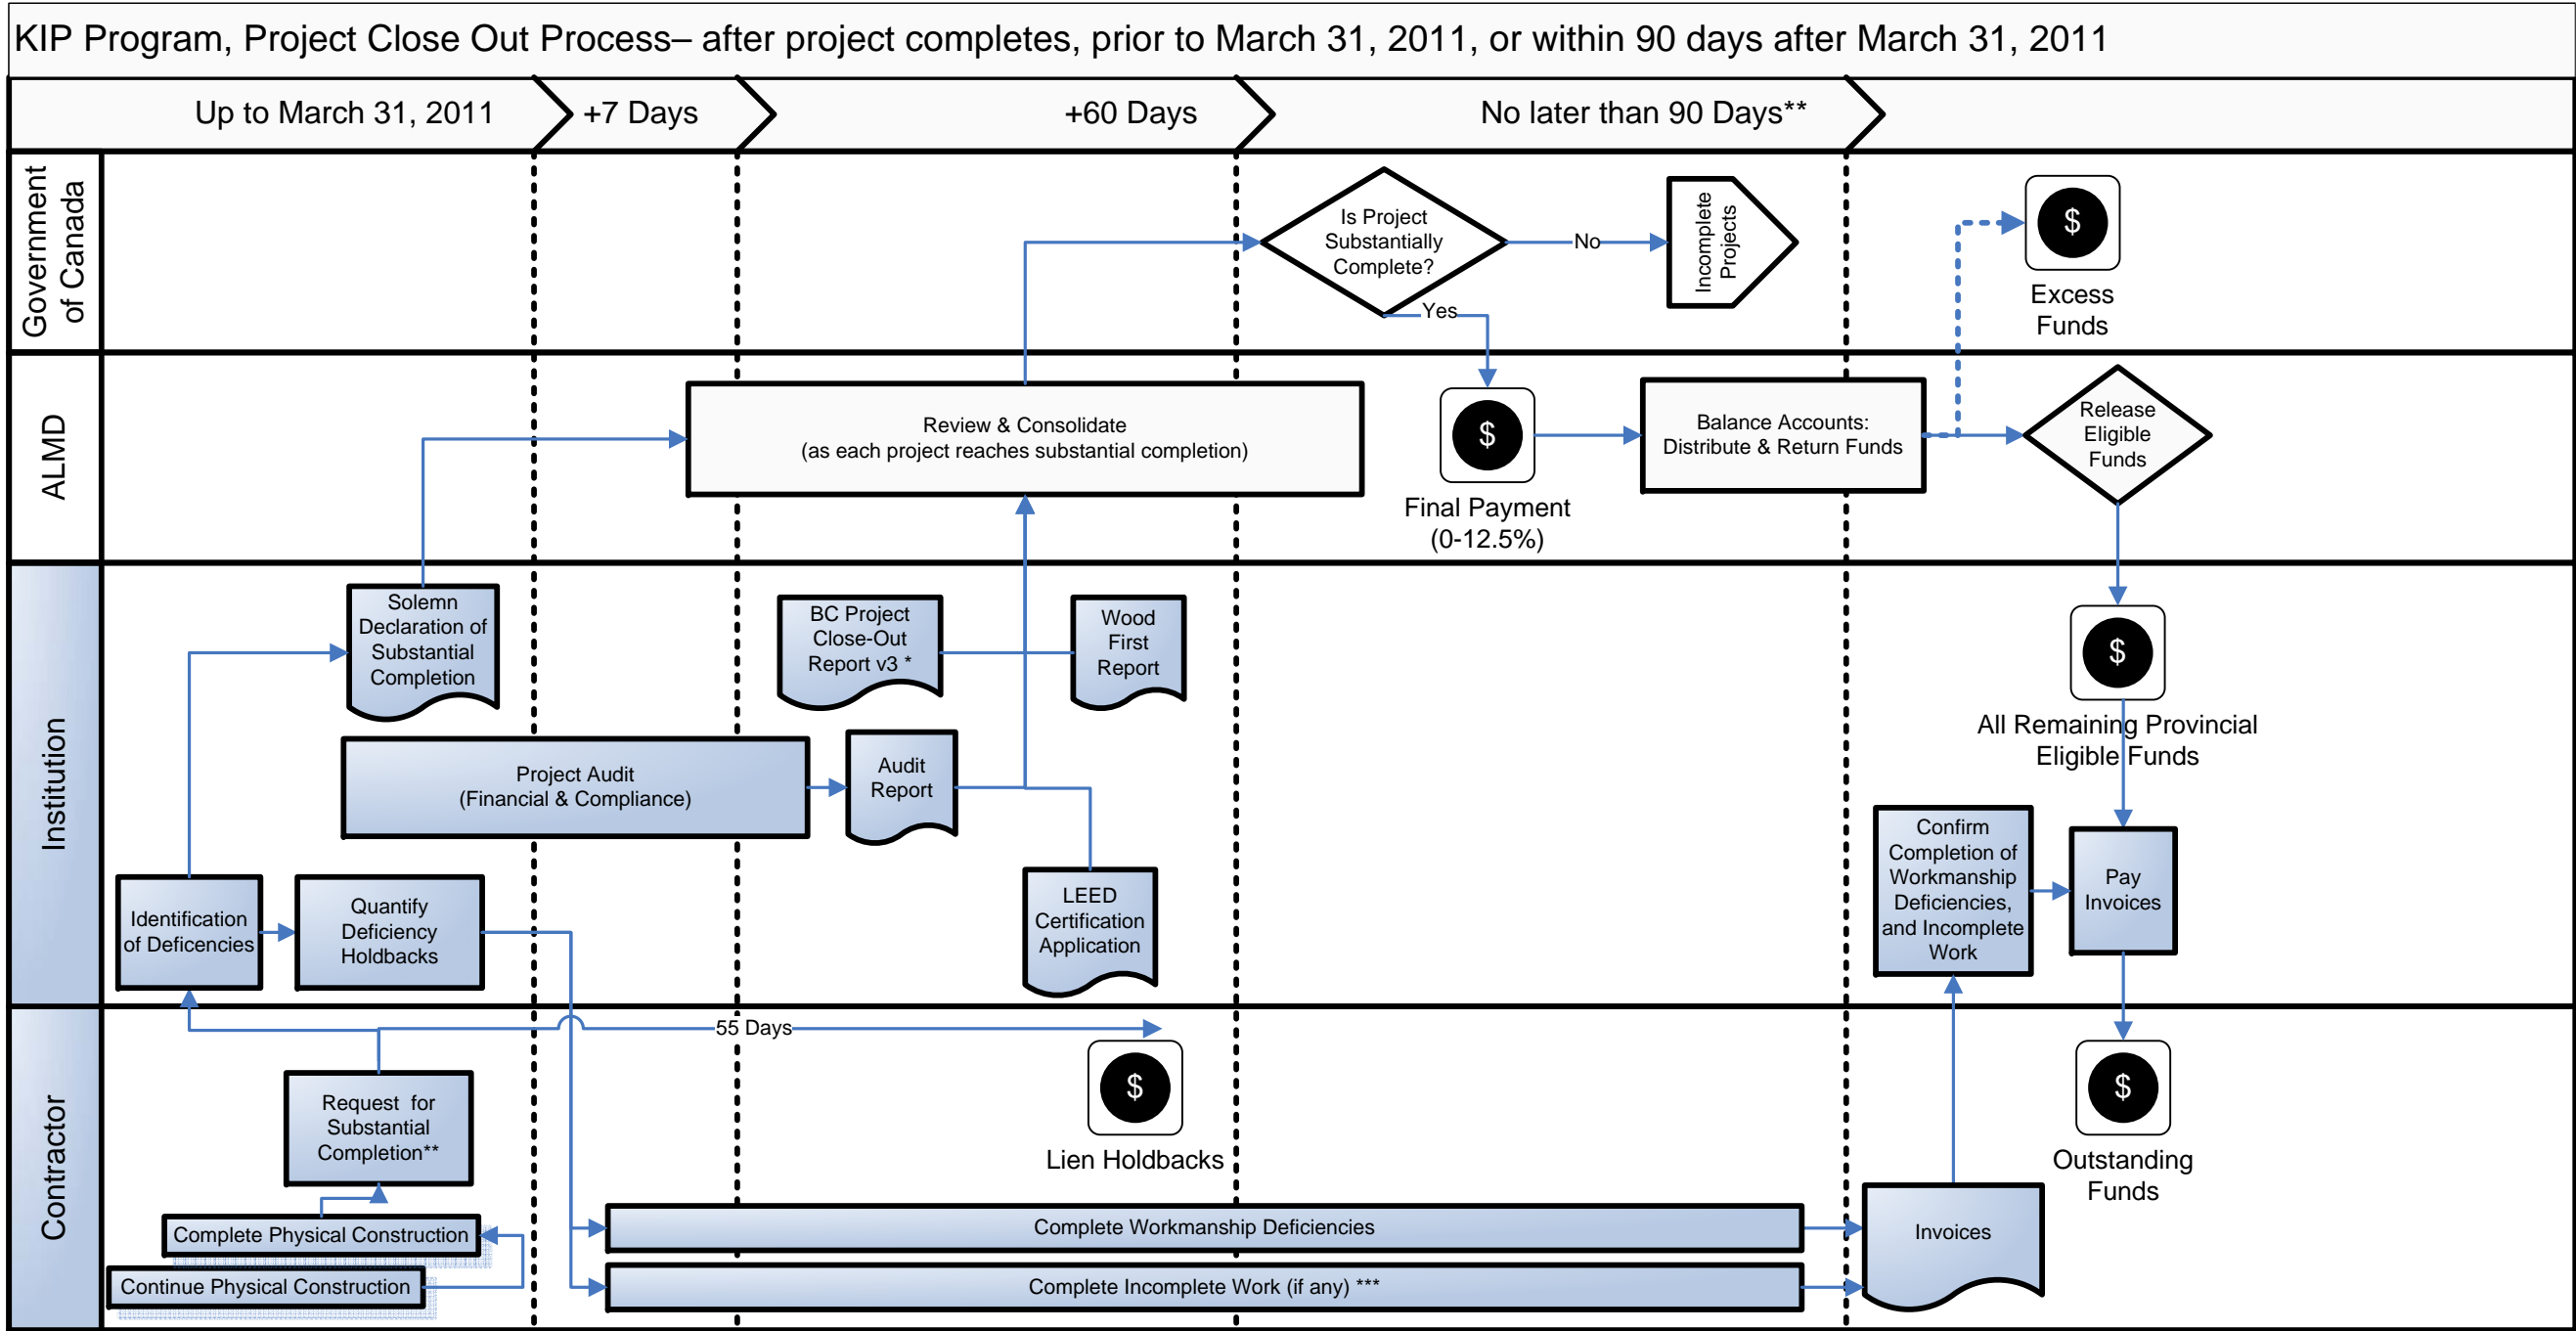 KIP Program, Project Close Out Process– after project completes, prior to March 31, 2011, or within 90 days after March 31, 2011
Up to March 31, 2011
+7 Days
+60 Days
No later than 90 Days**
Government
of Canada
Is Project
Substantially
Complete?
No
Yes
Incomplete
Projects
$
Excess
Funds
ALMD
Review & Consolidate
(as each project reaches substantial completion)
$
Final Payment
(0-12.5%)
Balance Accounts:
Distribute & Return Funds
Release
Eligible
Funds
Institution
Solemn
Declaration of
Substantial
Completion
BC Project
Close-Out
Report v3 *
Wood
First
Report
$
All Remaining Provincial
Eligible Funds
Project Audit
(Financial & Compliance)
Audit
Report
Identification
of Deficencies
Quantify
Deficiency
Holdbacks
LEED
Certification
Application
Confirm
Completion of
Workmanship
Deficiencies,
and Incomplete
Work
Pay
Invoices
Contractor
55 Days
Request for
Substantial
Completion**
$
Lien Holdbacks
$
Outstanding
Funds
Complete Physical Construction
Continue Physical Construction
Complete Workmanship Deficiencies
Complete Incomplete Work (if any) ***
Invoices